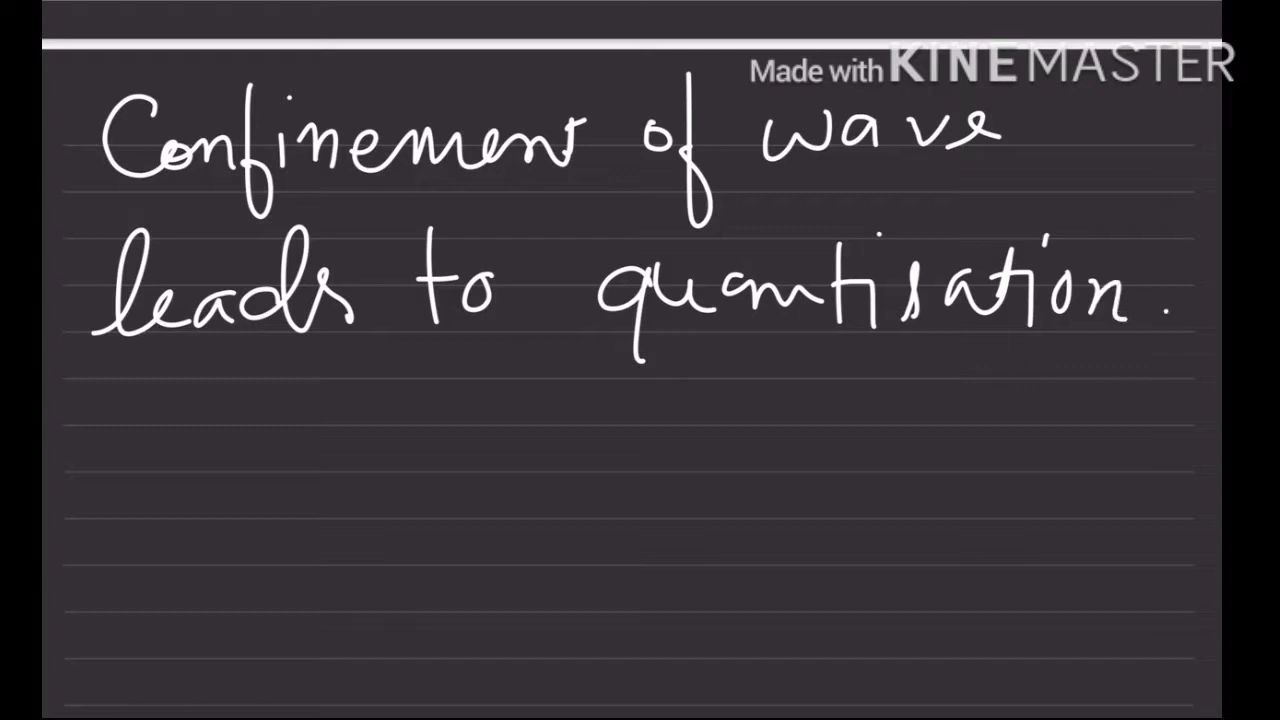 Made with KINEMASTER
Confinement of wave
leads to quantisation.